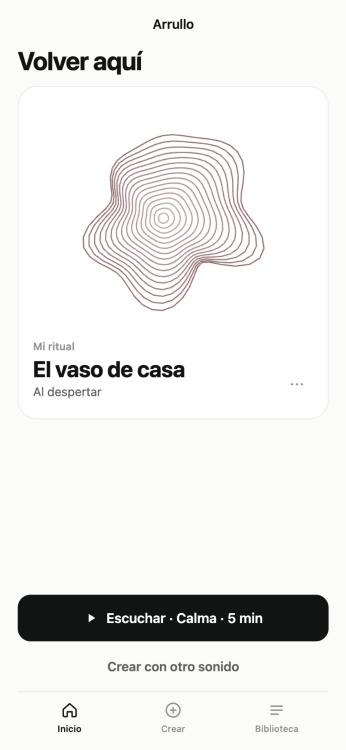 Arrullo
Volver aquí
Mi ritual
El vaso de casa
Al despertar
...
Escuchar · Calma · 5 min
Crear con otro sonido
Inicio
Crear
Biblioteca